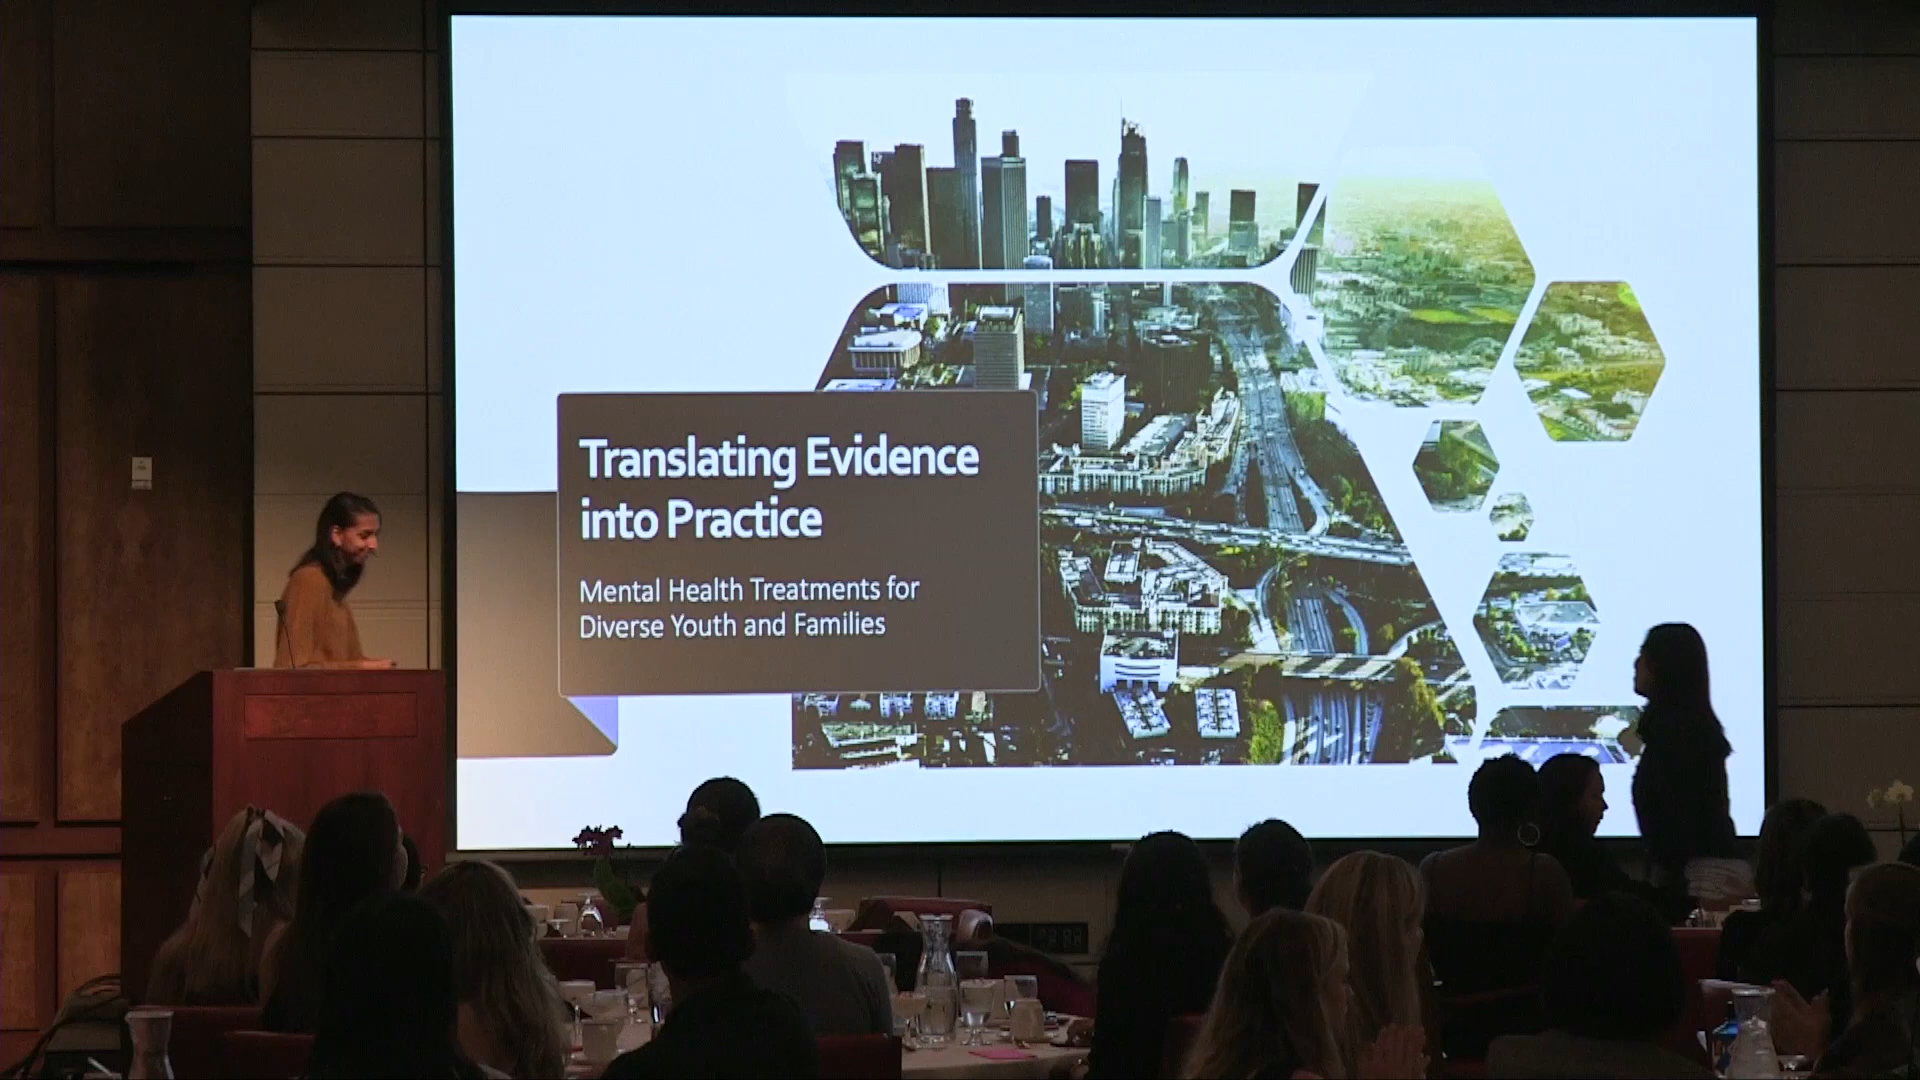 Translating Evidence
into Practice
Mental Health Treatments for
Diverse Youth and Families